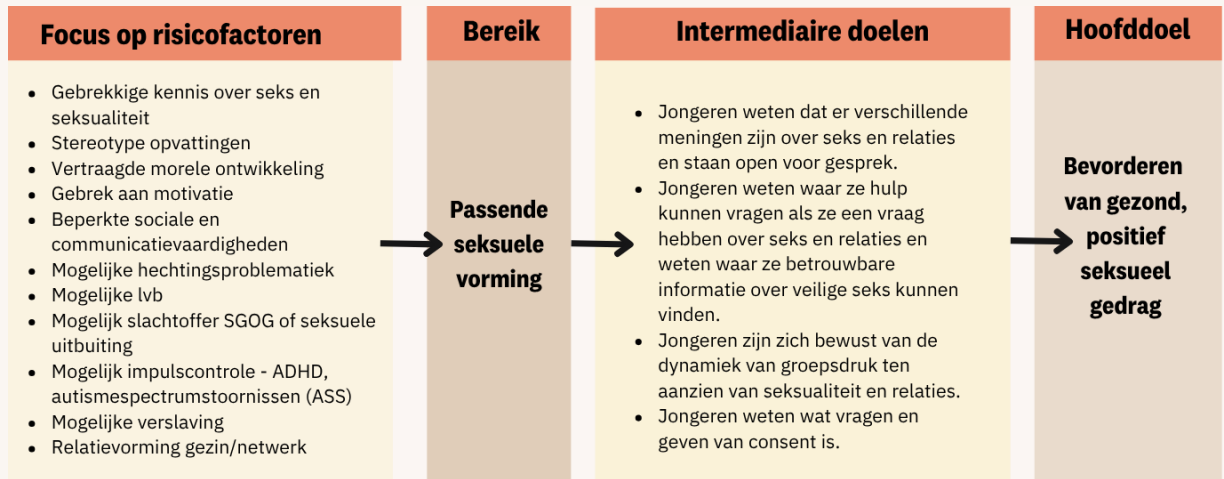 Focus op risicofactoren
Gebrekkige kennis over seks en
seksualiteit
Stereotype opvattingen
Vertraagde morele ontwikkeling
Gebrek aan motivatie
Beperkte sociale en
communicatievaardigheden
Mogelijke hechtingsproblematiek
Mogelijke lvb
Mogelijk slachtoffer SGOG of seksuele
uitbuiting
Mogelijk impulscontrole - ADHD,
autismespectrumstoornissen (ASS)
Mogelijke verslaving
Relatievorming gezin/netwerk
Bereik
Passende
seksuele
vorming
Intermediaire doelen
Jongeren weten dat er verschillende
meningen zijn over seks en relaties
en staan open voor gesprek.
Jongeren weten waar ze hulp
kunnen vragen als ze een vraag
hebben over seks en relaties en
weten waar ze betrouwbare
informatie over veilige seks kunnen
vinden.
Jongeren zijn zich bewust van de
dynamiek van groepsdruk ten
aanzien van seksualiteit en relaties.
Jongeren weten wat vragen en
geven van consent is.
Hoofddoel
Bevorderen
van gezond,
positief
seksueel
gedrag